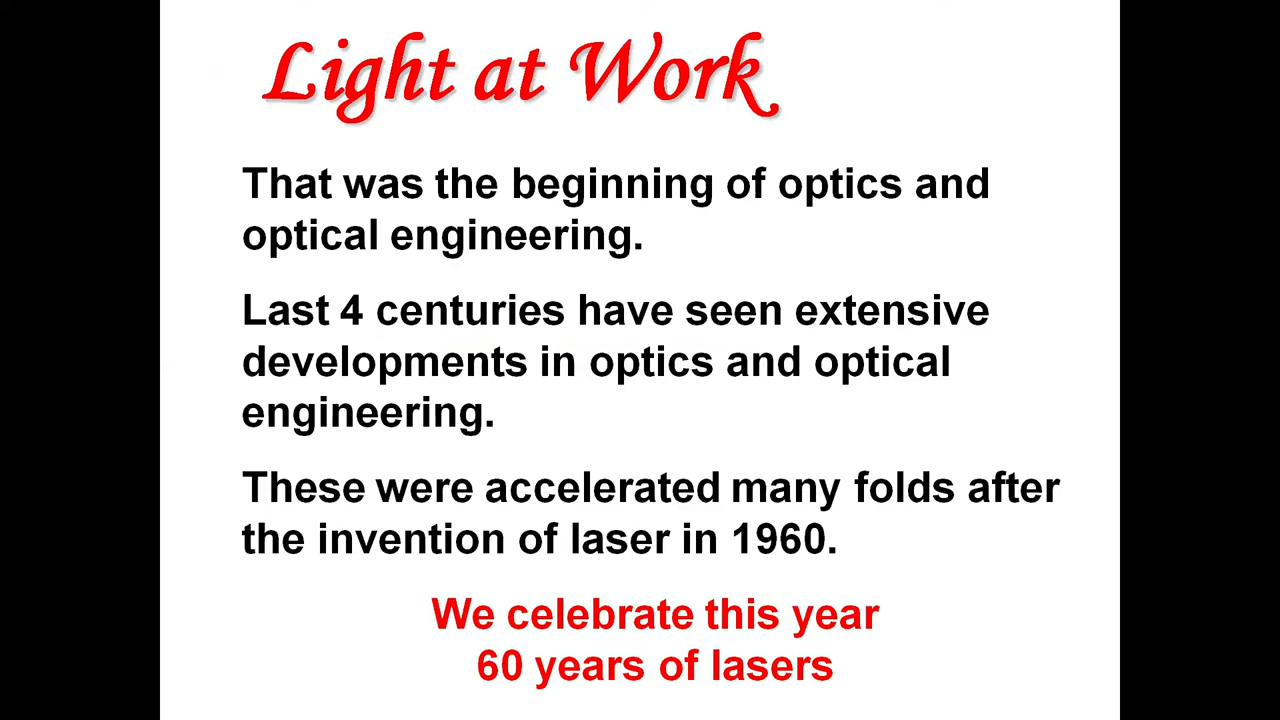 Light at Work
That was the beginning of optics and
optical engineering.
Last 4 centuries have seen extensive
developments in optics and optical
engineering.
These were accelerated many folds after
the invention of laser in 1960.
We celebrate this year
60 years of lasers